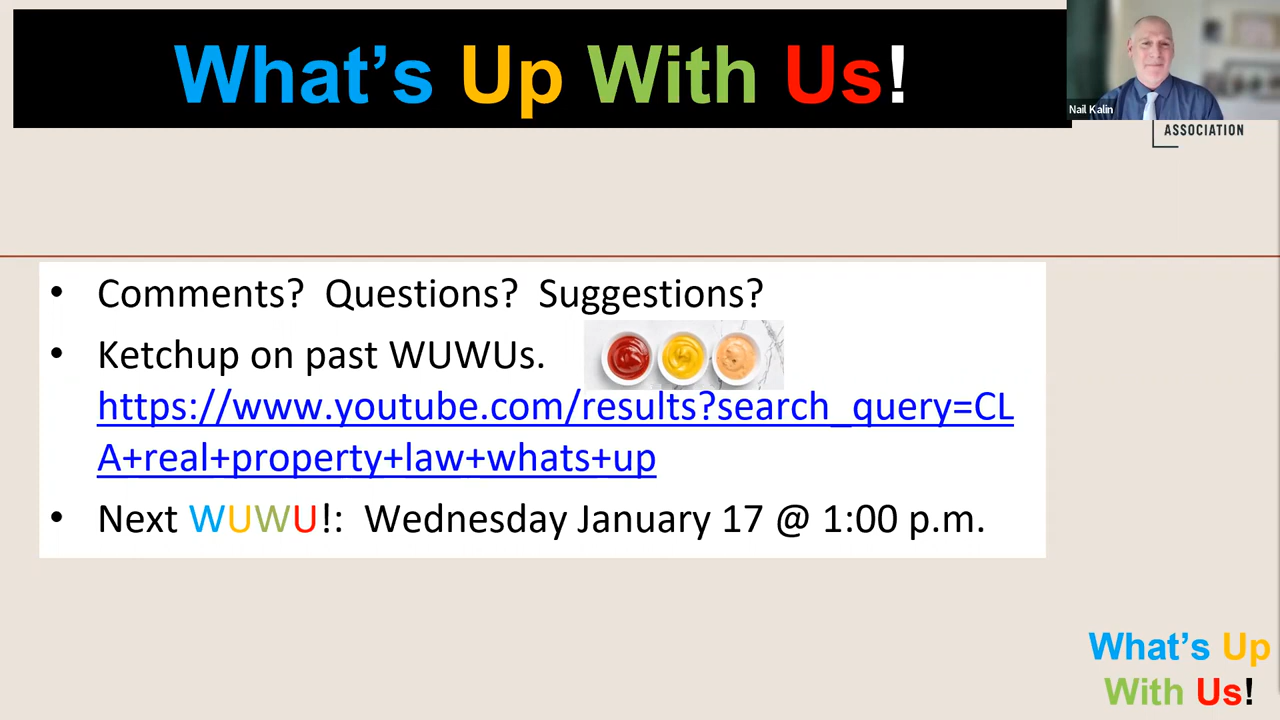 What's Up With Us!
Nail Kalin
ASSOCIATION
• Comments? Questions? Suggestions?
• Ketchup on past WUWUs.
https://www.youtube.com/results?search_query=CL
A+real+property+law+whats+up
• Next WUWU!: Wednesday January 17 @ 1:00 p.m.
What's Up
With Us!